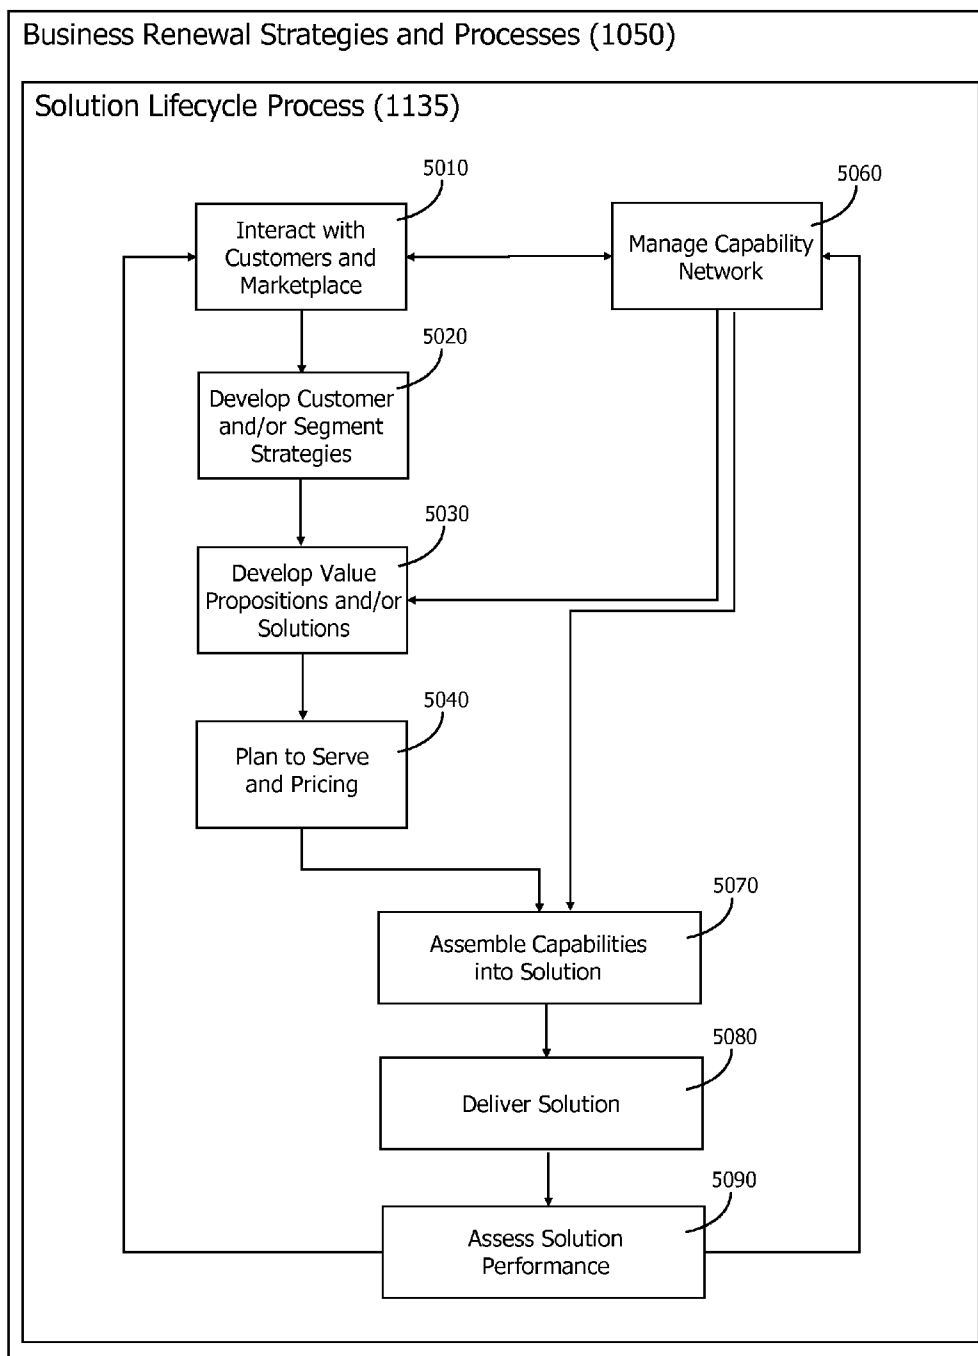 Business Renewal Strategies and Processes (1050)
Solution Lifecycle Process (1135)
5010
Interact with
Customers and
Marketplace
5060
Manage Capability
Network
5020
Develop Customer
and/or Segment
Strategies
5030
Develop Value
Propositions and/or
Solutions
5040
Plan to Serve
and Pricing
5070
Assemble Capabilities
into Solution
5080
Deliver Solution
5090
Assess Solution
Performance